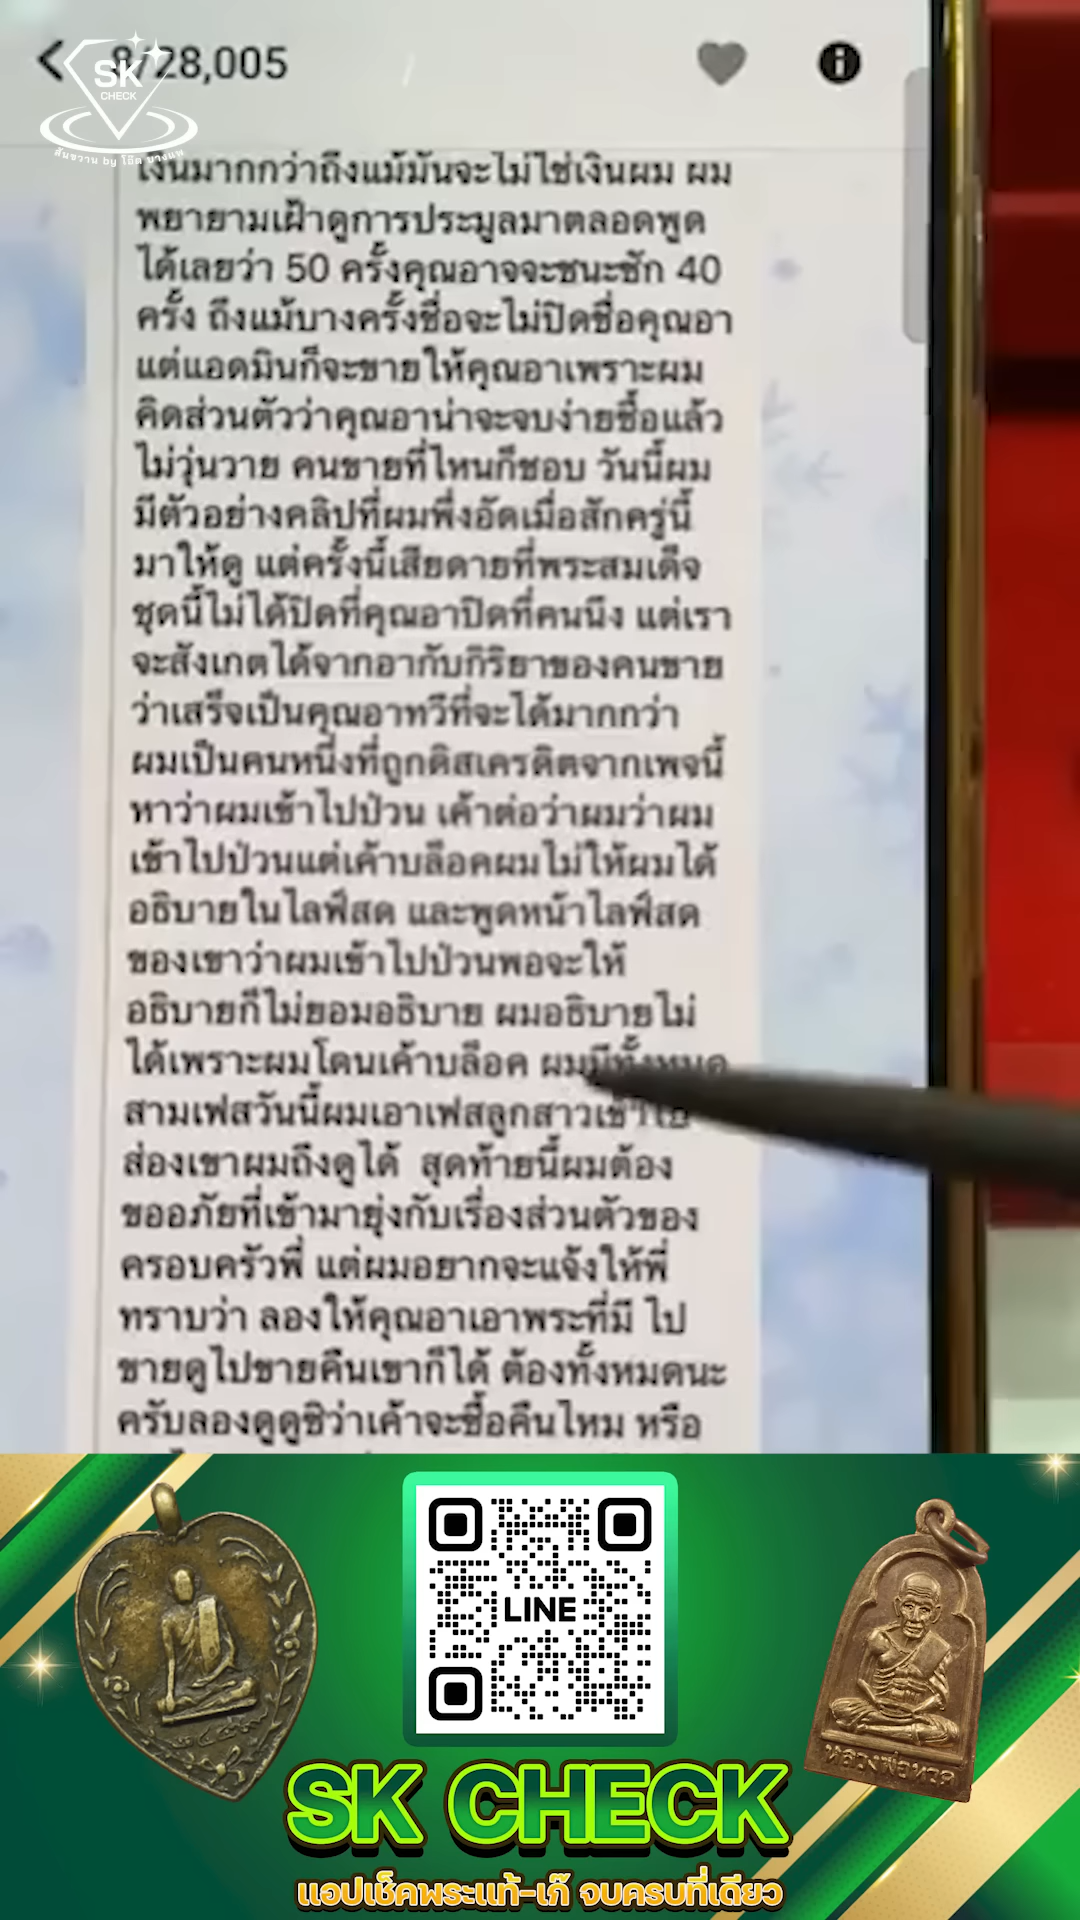 8/28,005
SK
CHECK
สันขวาน by โอ๊ต บางแพ
เงินมากกว่าถึงแม้มันจะไม่ใช่เงินผม ผม
พยายามเฝ้าดูการประมูลมาตลอดพูด
ได้เลยว่า 50 ครั้งคุณอาจจะชนะซัก 40
ครั้ง ถึงแม้บางครั้งชื่อจะไม่ปิดชื่อคุณอา
แต่แอดมินก็จะขายให้คุณอาเพราะผม
คิดส่วนตัวว่าคุณอาน่าจะจบง่ายซื้อแล้ว
ไม่วุ่นวาย คนขายที่ไหนก็ชอบ วันนี้ผม
มีตัวอย่างคลิปที่ผมพึ่งอัดเมื่อสักครู่นี้
มาให้ดู แต่ครั้งนี้เสียดายที่พระสมเด็จ
ชุดนี้ไม่ได้ปิดที่คุณอาปิดที่คนนึง แต่เรา
จะสังเกตได้จากอากับกิริยาของคนขาย
ว่าเสร็จเป็นคุณอาทวีที่จะได้มากกว่า
ผมเป็นคนหนึ่งที่ถูกดิสเครดิตจากเพจนี้
หาว่าผมเข้าไปป่วน เค้าต่อว่าผมว่าผม
เข้าไปป่วนแต่เค้าบล็อคผมไม่ให้ผมได้
อธิบายในไลฟ์สด และพูดหน้าไลฟ์สด
ของเขาว่าผมเข้าไปป่วนพอจะให้
อธิบายก็ไม่ยอมอธิบาย ผมอธิบายไม่
ได้เพราะผมโดนเค้าบล็อค ผมมีทั้งหมด
สามเฟสวันนี้ผมเอาเฟสลูกสาวเข้าไป
ส่องเขาผมถึงดูได้ สุดท้ายนี้ผมต้อง
ขออภัยที่เข้ามายุ่งกับเรื่องส่วนตัวของ
ครอบครัวพี่ แต่ผมอยากจะแจ้งให้พี่
ทราบว่า ลองให้คุณอาเอาพระที่มี ไป
ขายดูไปขายคืนเขาก็ได้ ต้องทั้งหมดนะ
ครับลองดูดูซิว่าเค้าจะซื้อคืนไหม หรือ
LINE
หลวงพ่อทวด
SK CHECK
แอปเช็คพระแท้-เก๊ จบครบที่เดียว